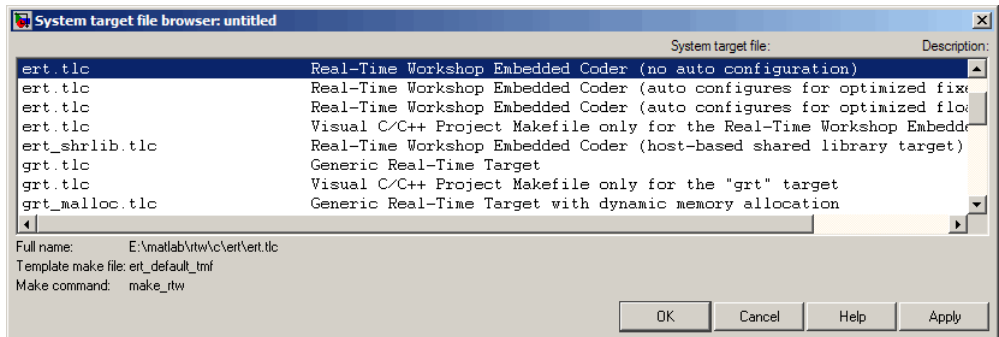 System target file browser: untitled
System target file: Description:
ert.tlc Real-Time Workshop Embedded Coder (no auto configuration)
ert.tlc Real-Time Workshop Embedded Coder (auto configures for optimized fixe
ert.tlc Real-Time Workshop Embedded Coder (auto configures for optimized floa
ert.tlc Visual C/C++ Project Makefile only for the Real-Time Workshop Embedde
ert_shrlib.tlc Real-Time Workshop Embedded Coder (host-based shared library target)
grt.tlc Generic Real-Time Target
grt.tlc Visual C/C++ Project Makefile only for the "grt" target
grt_malloc.tlc Generic Real-Time Target with dynamic memory allocation
Full name: E:\matlab\rtw\c\ert\ert.tlc
Template make file: ert_default_tmf
Make command: make_rtw
OK Cancel Help Apply